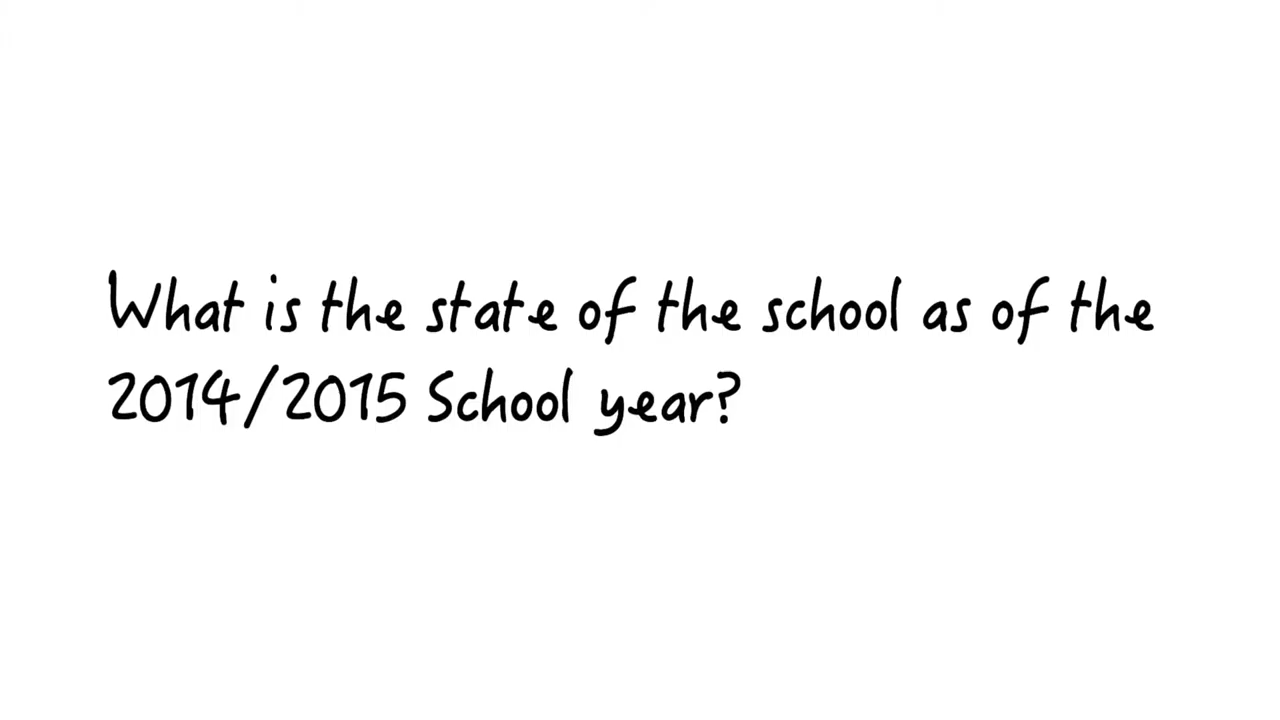 What is the state of the school as of the
2014/2015 School year?